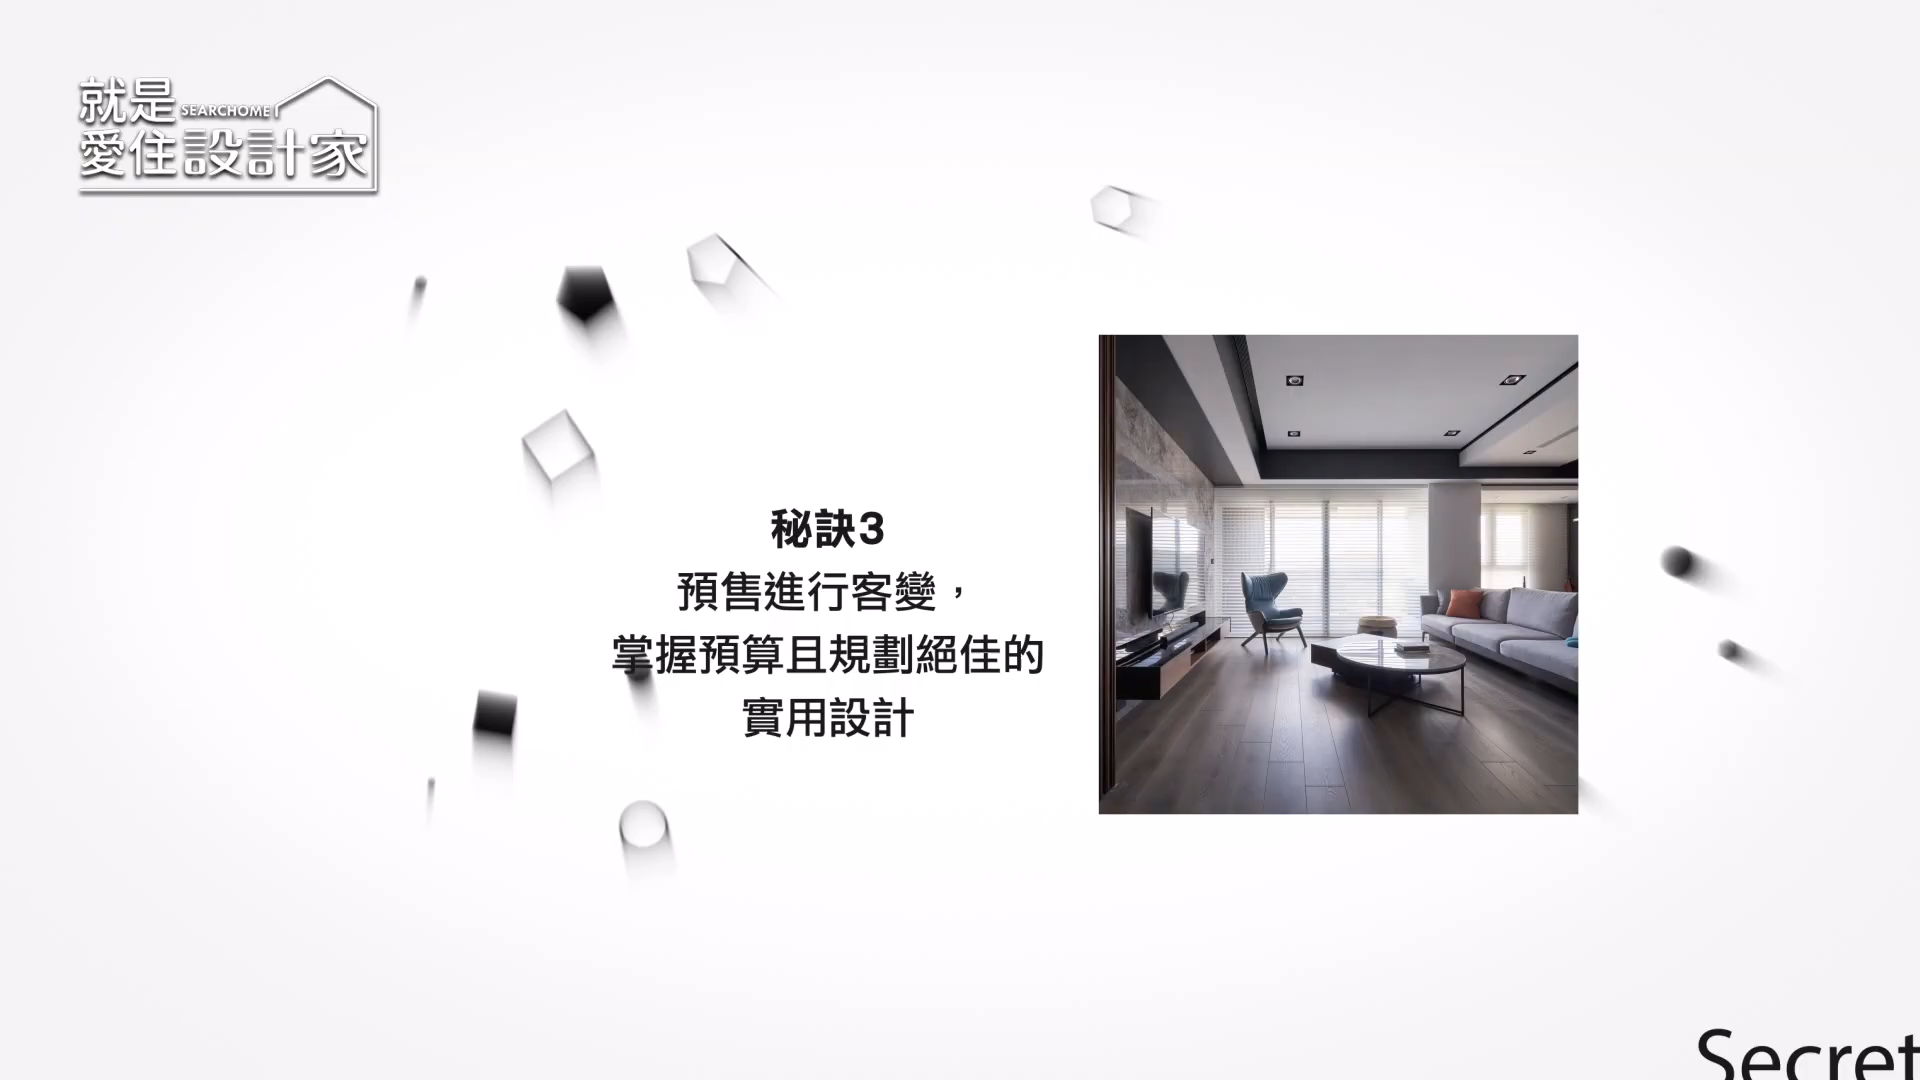 就是 SEARCHOME
愛住設計家
秘訣3
預售進行客變，
掌握預算且規劃絕佳的
實用設計
Secret